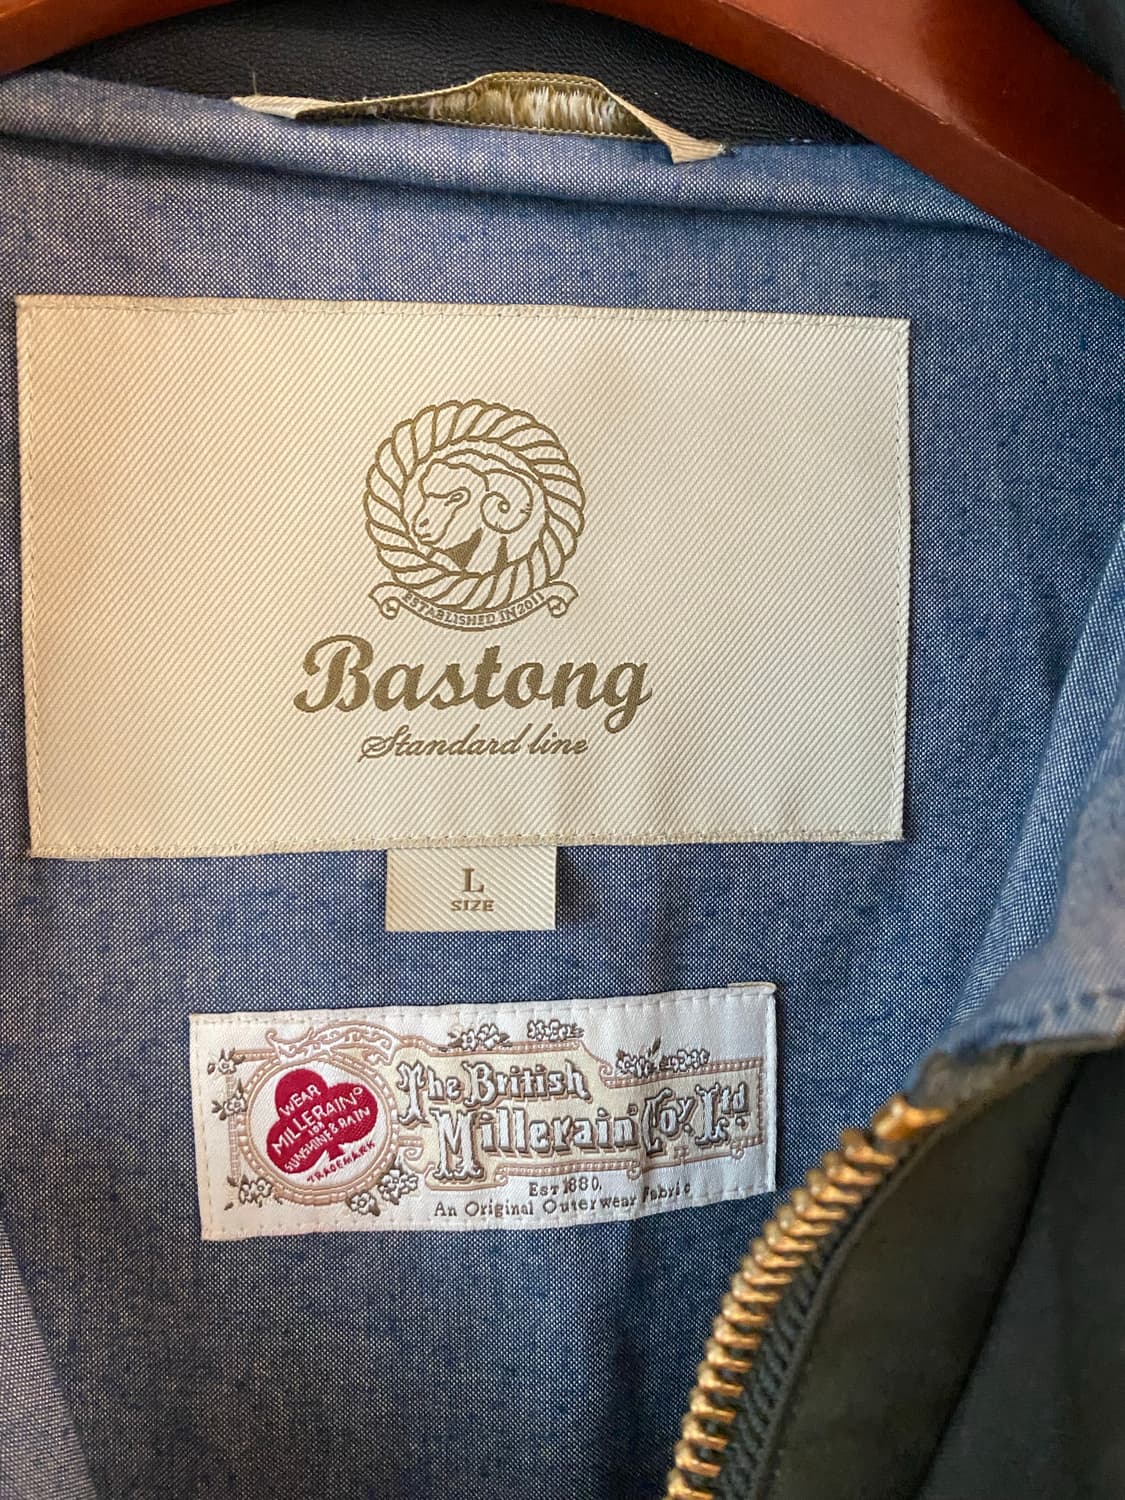 ESTABLISHED IN 2011
Bastong
Standard line
L
SIZE
WEAR
MILLERAIN
FOR
SUNSHINE & RAIN
TRADEMARK
The British
Millerain Coy. Ltd.
EST 1880,
An Original Outerwear Fabric